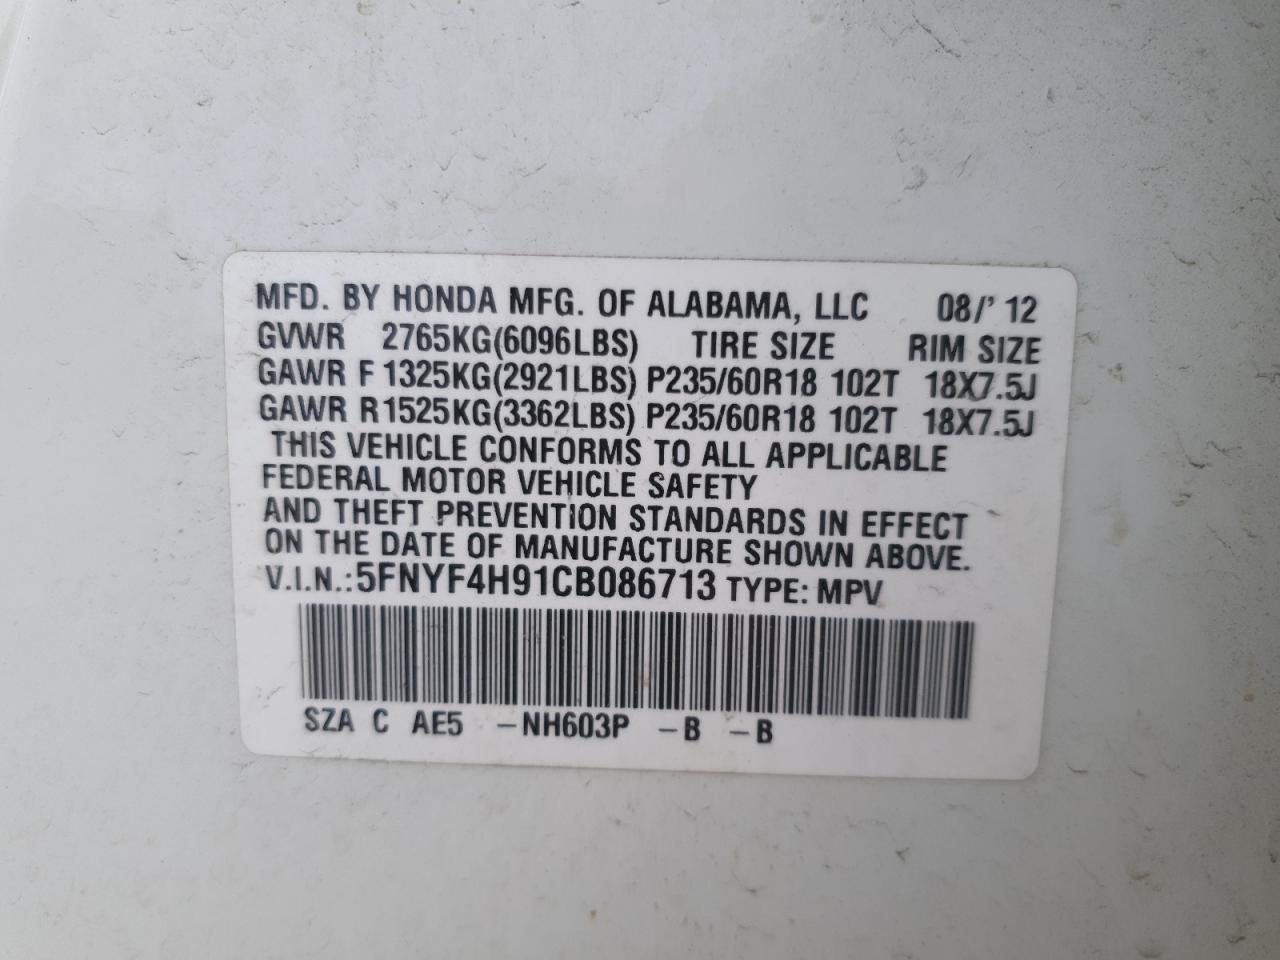 MFD. BY HONDA MFG. OF ALABAMA, LLC 08/' 12
GVWR 2765KG(6096LBS) TIRE SIZE RIM SIZE
GAWR F 1325KG(2921LBS) P235/60R18 102T 18X7.5J
GAWR R1525KG(3362LBS) P235/60R18 102T 18X7.5J
THIS VEHICLE CONFORMS TO ALL APPLICABLE
FEDERAL MOTOR VEHICLE SAFETY
AND THEFT PREVENTION STANDARDS IN EFFECT
ON THE DATE OF MANUFACTURE SHOWN ABOVE.
V.I.N.:5FNYF4H91CB086713 TYPE: MPV
SZA C AE5 –NH603P –B –B